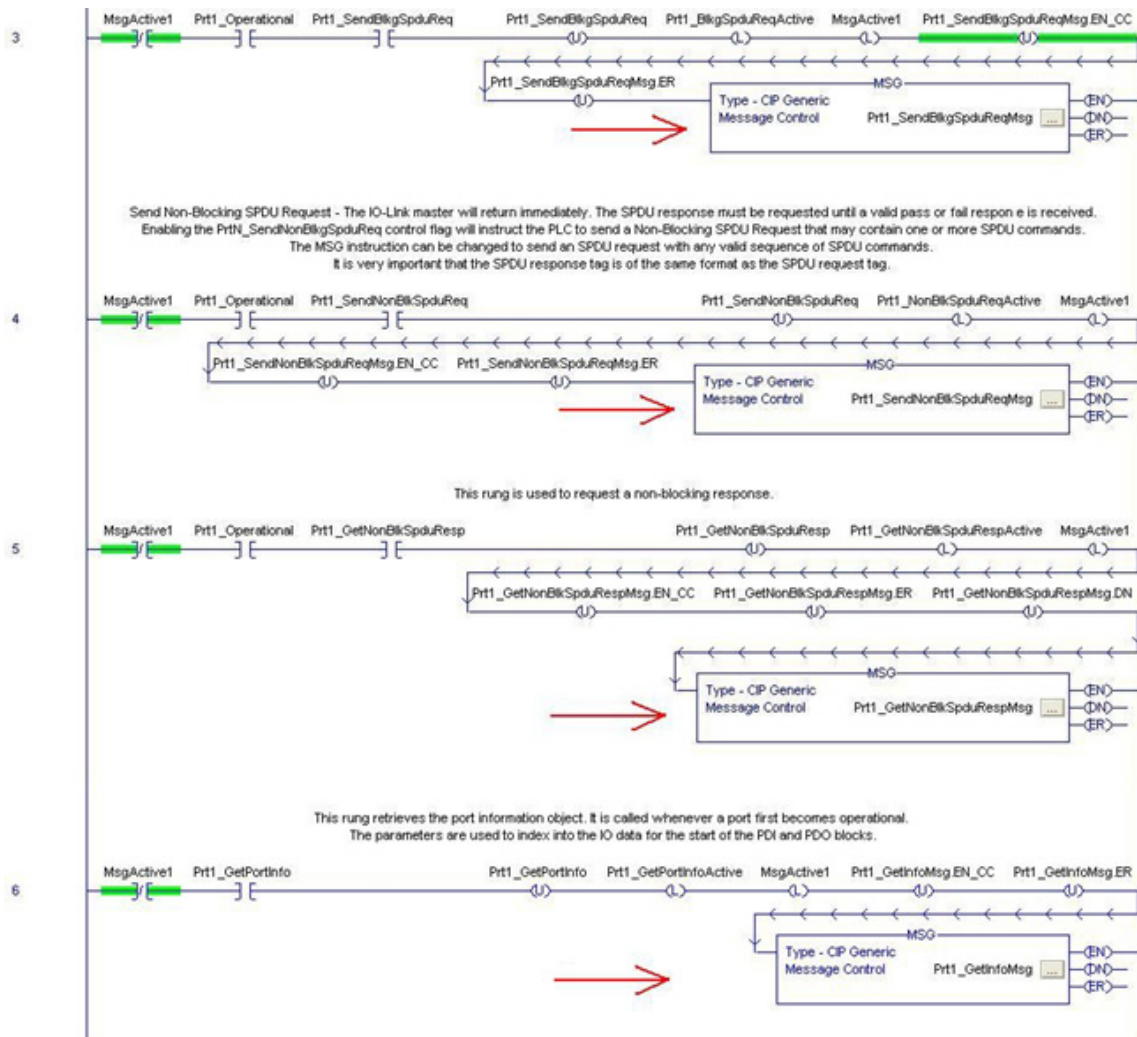 MsgActive1 Prt1_Operational Prt1_SendBlkgSpduReq Prt1_SendBlkgSpduReq Prt1_BlkgSpduReqActive MsgActive1 Prt1_SendBlkgSpduReqMsg.EN_CC
3
U L L U
Prt1_SendBlkgSpduReqMsg.ER MSG
U Type - CIP Generic EN
Message Control Prt1_SendBlkgSpduReqMsg ... DN
ER
Send Non-Blocking SPDU Request - The IO-Link master will return immediately. The SPDU response must be requested until a valid pass or fail respon e is received.
Enabling the PrtN_SendNonBlkgSpduReq control flag will instruct the PLC to send a Non-Blocking SPDU Request that may contain one or more SPDU commands.
The MSG instruction can be changed to send an SPDU request with any valid sequence of SPDU commands.
It is very important that the SPDU response tag is of the same format as the SPDU request tag.
MsgActive1 Prt1_Operational Prt1_SendNonBlkSpduReq Prt1_SendNonBlkSpduReq Prt1_NonBlkSpduReqActive MsgActive1
4
U L L
Prt1_SendNonBlkSpduReqMsg.EN_CC Prt1_SendNonBlkSpduReqMsg.ER MSG
U U Type - CIP Generic EN
Message Control Prt1_SendNonBlkSpduReqMsg ... DN
ER
This rung is used to request a non-blocking response.
MsgActive1 Prt1_Operational Prt1_GetNonBlkSpduResp Prt1_GetNonBlkSpduResp Prt1_GetNonBlkSpduRespActive MsgActive1
5
U L L
Prt1_GetNonBlkSpduRespMsg.EN_CC Prt1_GetNonBlkSpduRespMsg.ER Prt1_GetNonBlkSpduRespMsg.DN
U U U
MSG
Type - CIP Generic EN
Message Control Prt1_GetNonBlkSpduRespMsg ... DN
ER
This rung retrieves the port information object. It is called whenever a port first becomes operational.
The parameters are used to index into the IO data for the start of the PDI and PDO blocks.
MsgActive1 Prt1_GetPortInfo Prt1_GetPortInfo Prt1_GetPortInfoActive MsgActive1 Prt1_GetInfoMsg.EN_CC Prt1_GetInfoMsg.ER
6
U L L U U
MSG
Type - CIP Generic EN
Message Control Prt1_GetInfoMsg ... DN
ER